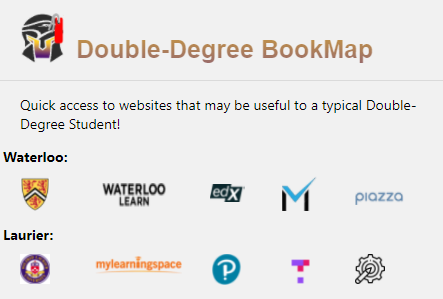 Double-Degree BookMap
Quick access to websites that may be useful to a typical Double-
Degree Student!
Waterloo:
WATERLOO
LEARN
edX
piazza
Laurier:
mylearningspace